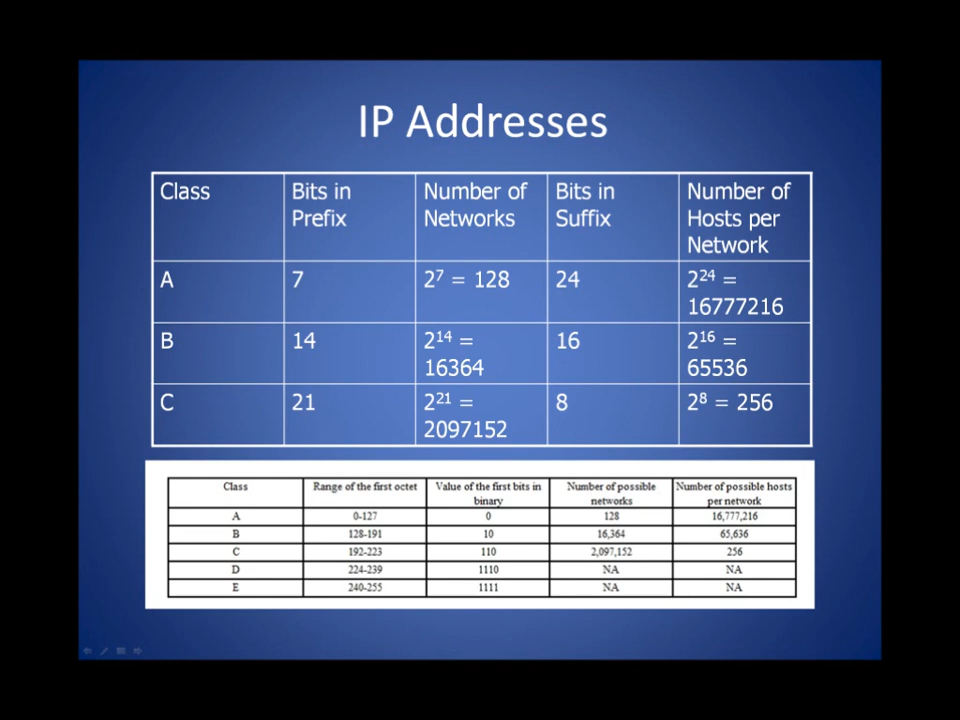 IP Addresses
Class Bits in Prefix Number of Networks Bits in Suffix Number of Hosts per Network
A 7 2⁷ = 128 24 2²⁴ = 16777216
B 14 2¹⁴ = 16364 16 2¹⁶ = 65536
C 21 2²¹ = 2097152 8 2⁸ = 256
Class Range of the first octet Value of the first bits in binary Number of possible networks Number of possible hosts per network
A 0-127 0 128 16,777,216
B 128-191 10 16,364 65,636
C 192-223 110 2,097,152 256
D 224-239 1110 NA NA
E 240-255 1111 NA NA